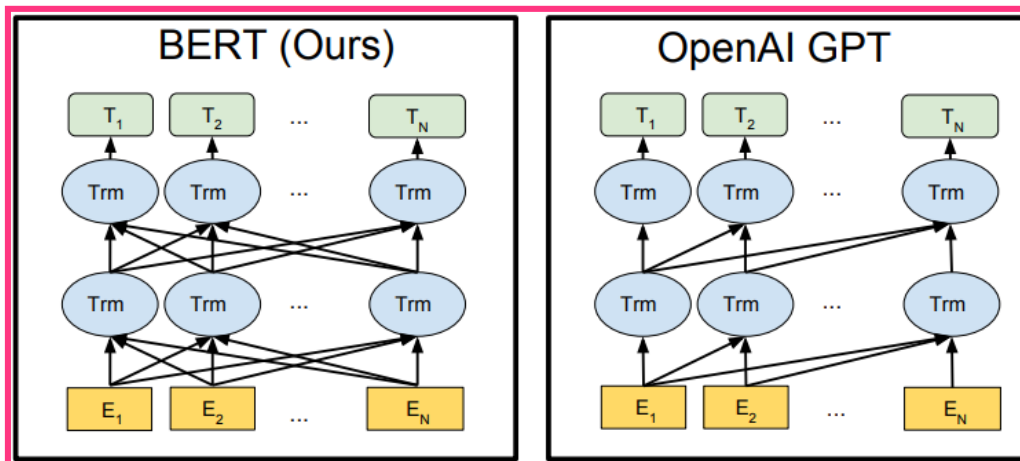 BERT (Ours)
T1 T2 ... TN
Trm Trm ... Trm
Trm Trm ... Trm
E1 E2 ... EN
OpenAI GPT
T1 T2 ... TN
Trm Trm ... Trm
Trm Trm ... Trm
E1 E2 ... EN